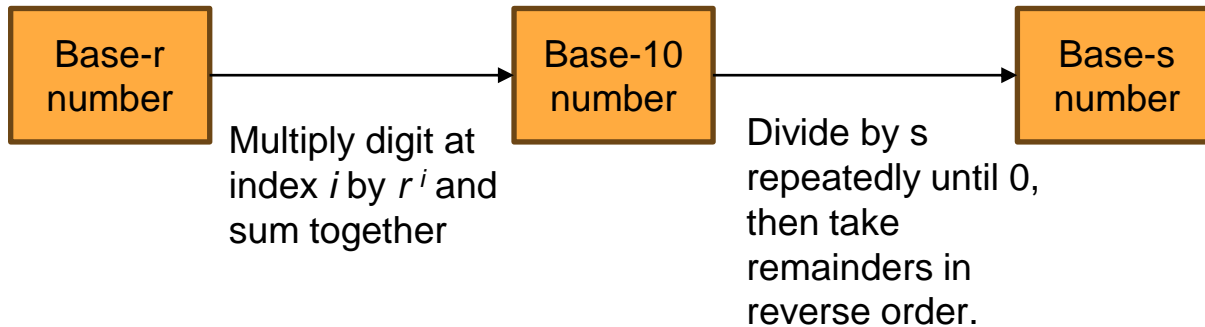 Base-r
number
Base-10
number
Base-s
number
Multiply digit at
index i by r i and
sum together
Divide by s
repeatedly until 0,
then take
remainders in
reverse order.